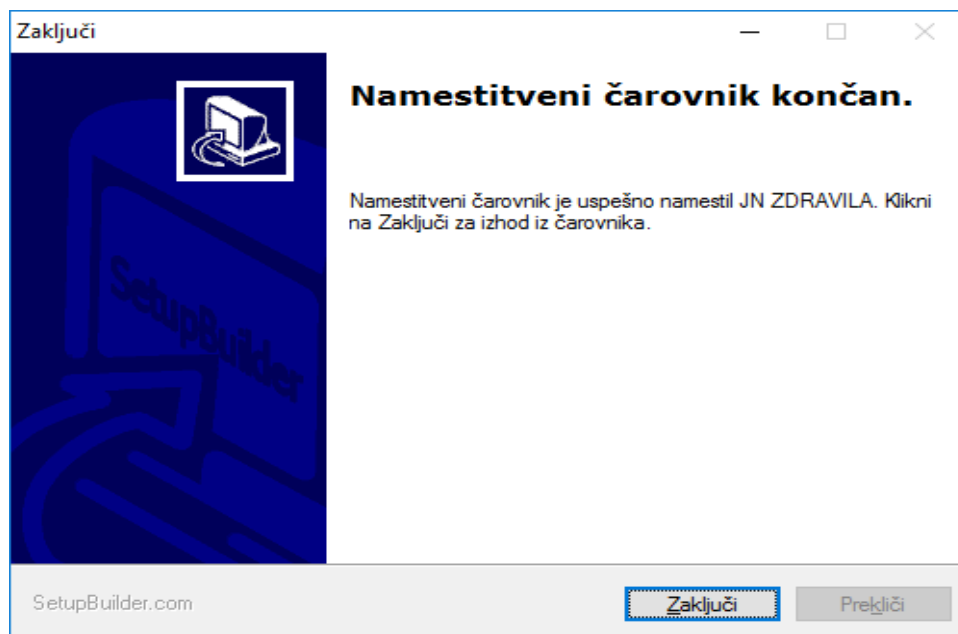 Zaključi
Namestitveni čarovnik končan.
Namestitveni čarovnik je uspešno namestil JN ZDRAVILA. Klikni
na Zaključi za izhod iz čarovnika.
SetupBuilder
SetupBuilder.com
Zaključi
Prekliči